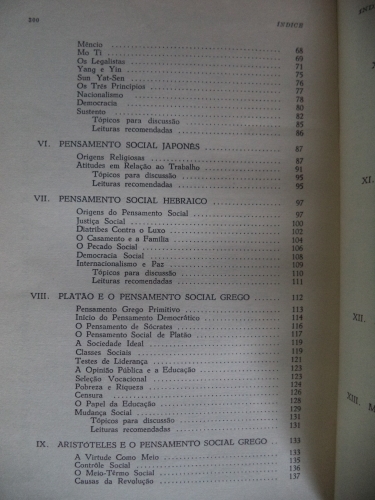 200 ÍNDICE
Mêncio 68
Mo Ti 69
Os Legalistas 71
Yang e Yin 75
Sun Yat-Sen 76
Os Três Princípios 77
Nacionalismo 78
Democracia 80
Sustento 82
Tópicos para discussão 85
Leituras recomendadas 86
VI. PENSAMENTO SOCIAL JAPONÊS 87
Origens Religiosas 87
Atitudes em Relação ao Trabalho 91
Tópicos para discussão 95
Leituras recomendadas 95
VII. PENSAMENTO SOCIAL HEBRAICO 97
Origens do Pensamento Social 97
Justiça Social 100
Diatribes Contra o Luxo 102
O Casamento e a Família 104
O Pecado Social 106
Democracia Social 108
Internacionalismo e Paz 109
Tópicos para discussão 110
Leituras recomendadas 111
VIII. PLATÃO E O PENSAMENTO SOCIAL GREGO 112
Pensamento Grego Primitivo 113
Início do Pensamento Democrático 114
O Pensamento de Sócrates 116
O Pensamento Social de Platão 117
A Sociedade Ideal 119
Classes Sociais 119
Testes de Liderança 121
A Opinião Pública e a Educação 123
Seleção Vocacional 123
Pobreza e Riqueza 124
Censura 126
O Papel da Educação 128
Mudança Social 129
Tópicos para discussão 131
Leituras recomendadas 131
IX. ARISTÓTELES E O PENSAMENTO SOCIAL GREGO 133
A Virtude Como Meio 133
Contrôle Social 135
O Meio-Têrmo Social 136
Causas da Revolução 137
XI.
XIII.